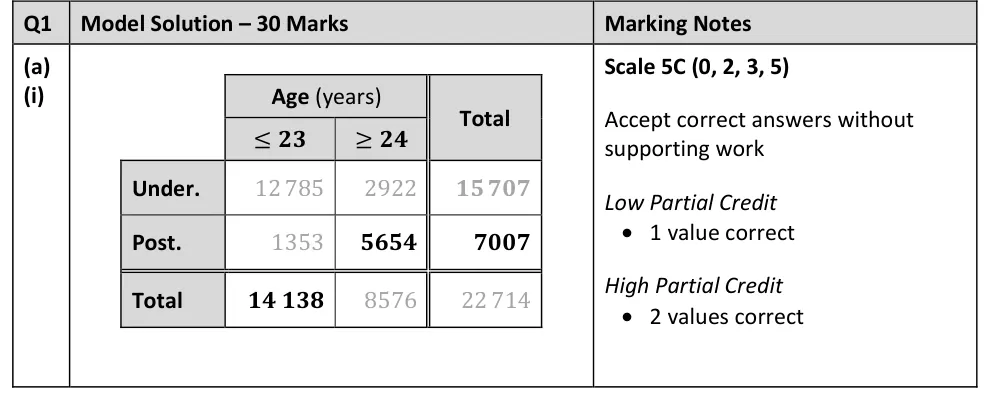 Q1 Model Solution – 30 Marks Marking Notes
(a)
(i)
Age (years) Total
≤ 23 ≥ 24
Under. 12 785 2922 15 707
Post. 1353 5654 7007
Total 14 138 8576 22 714
Scale 5C (0, 2, 3, 5)
Accept correct answers without
supporting work
Low Partial Credit
• 1 value correct
High Partial Credit
• 2 values correct